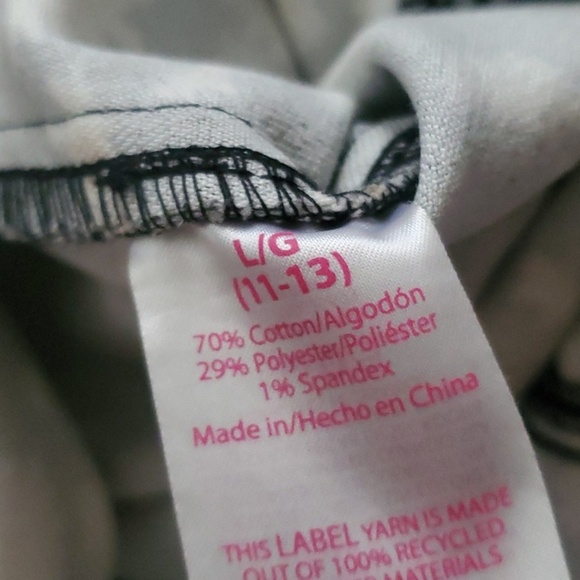 L/G
(11-13)
70% Cotton/Algodón
29% Polyester/Poliéster
1% Spandex
Made in/Hecho en China
THIS LABEL YARN IS MADE
OUT OF 100% RECYCLED
MATERIALS